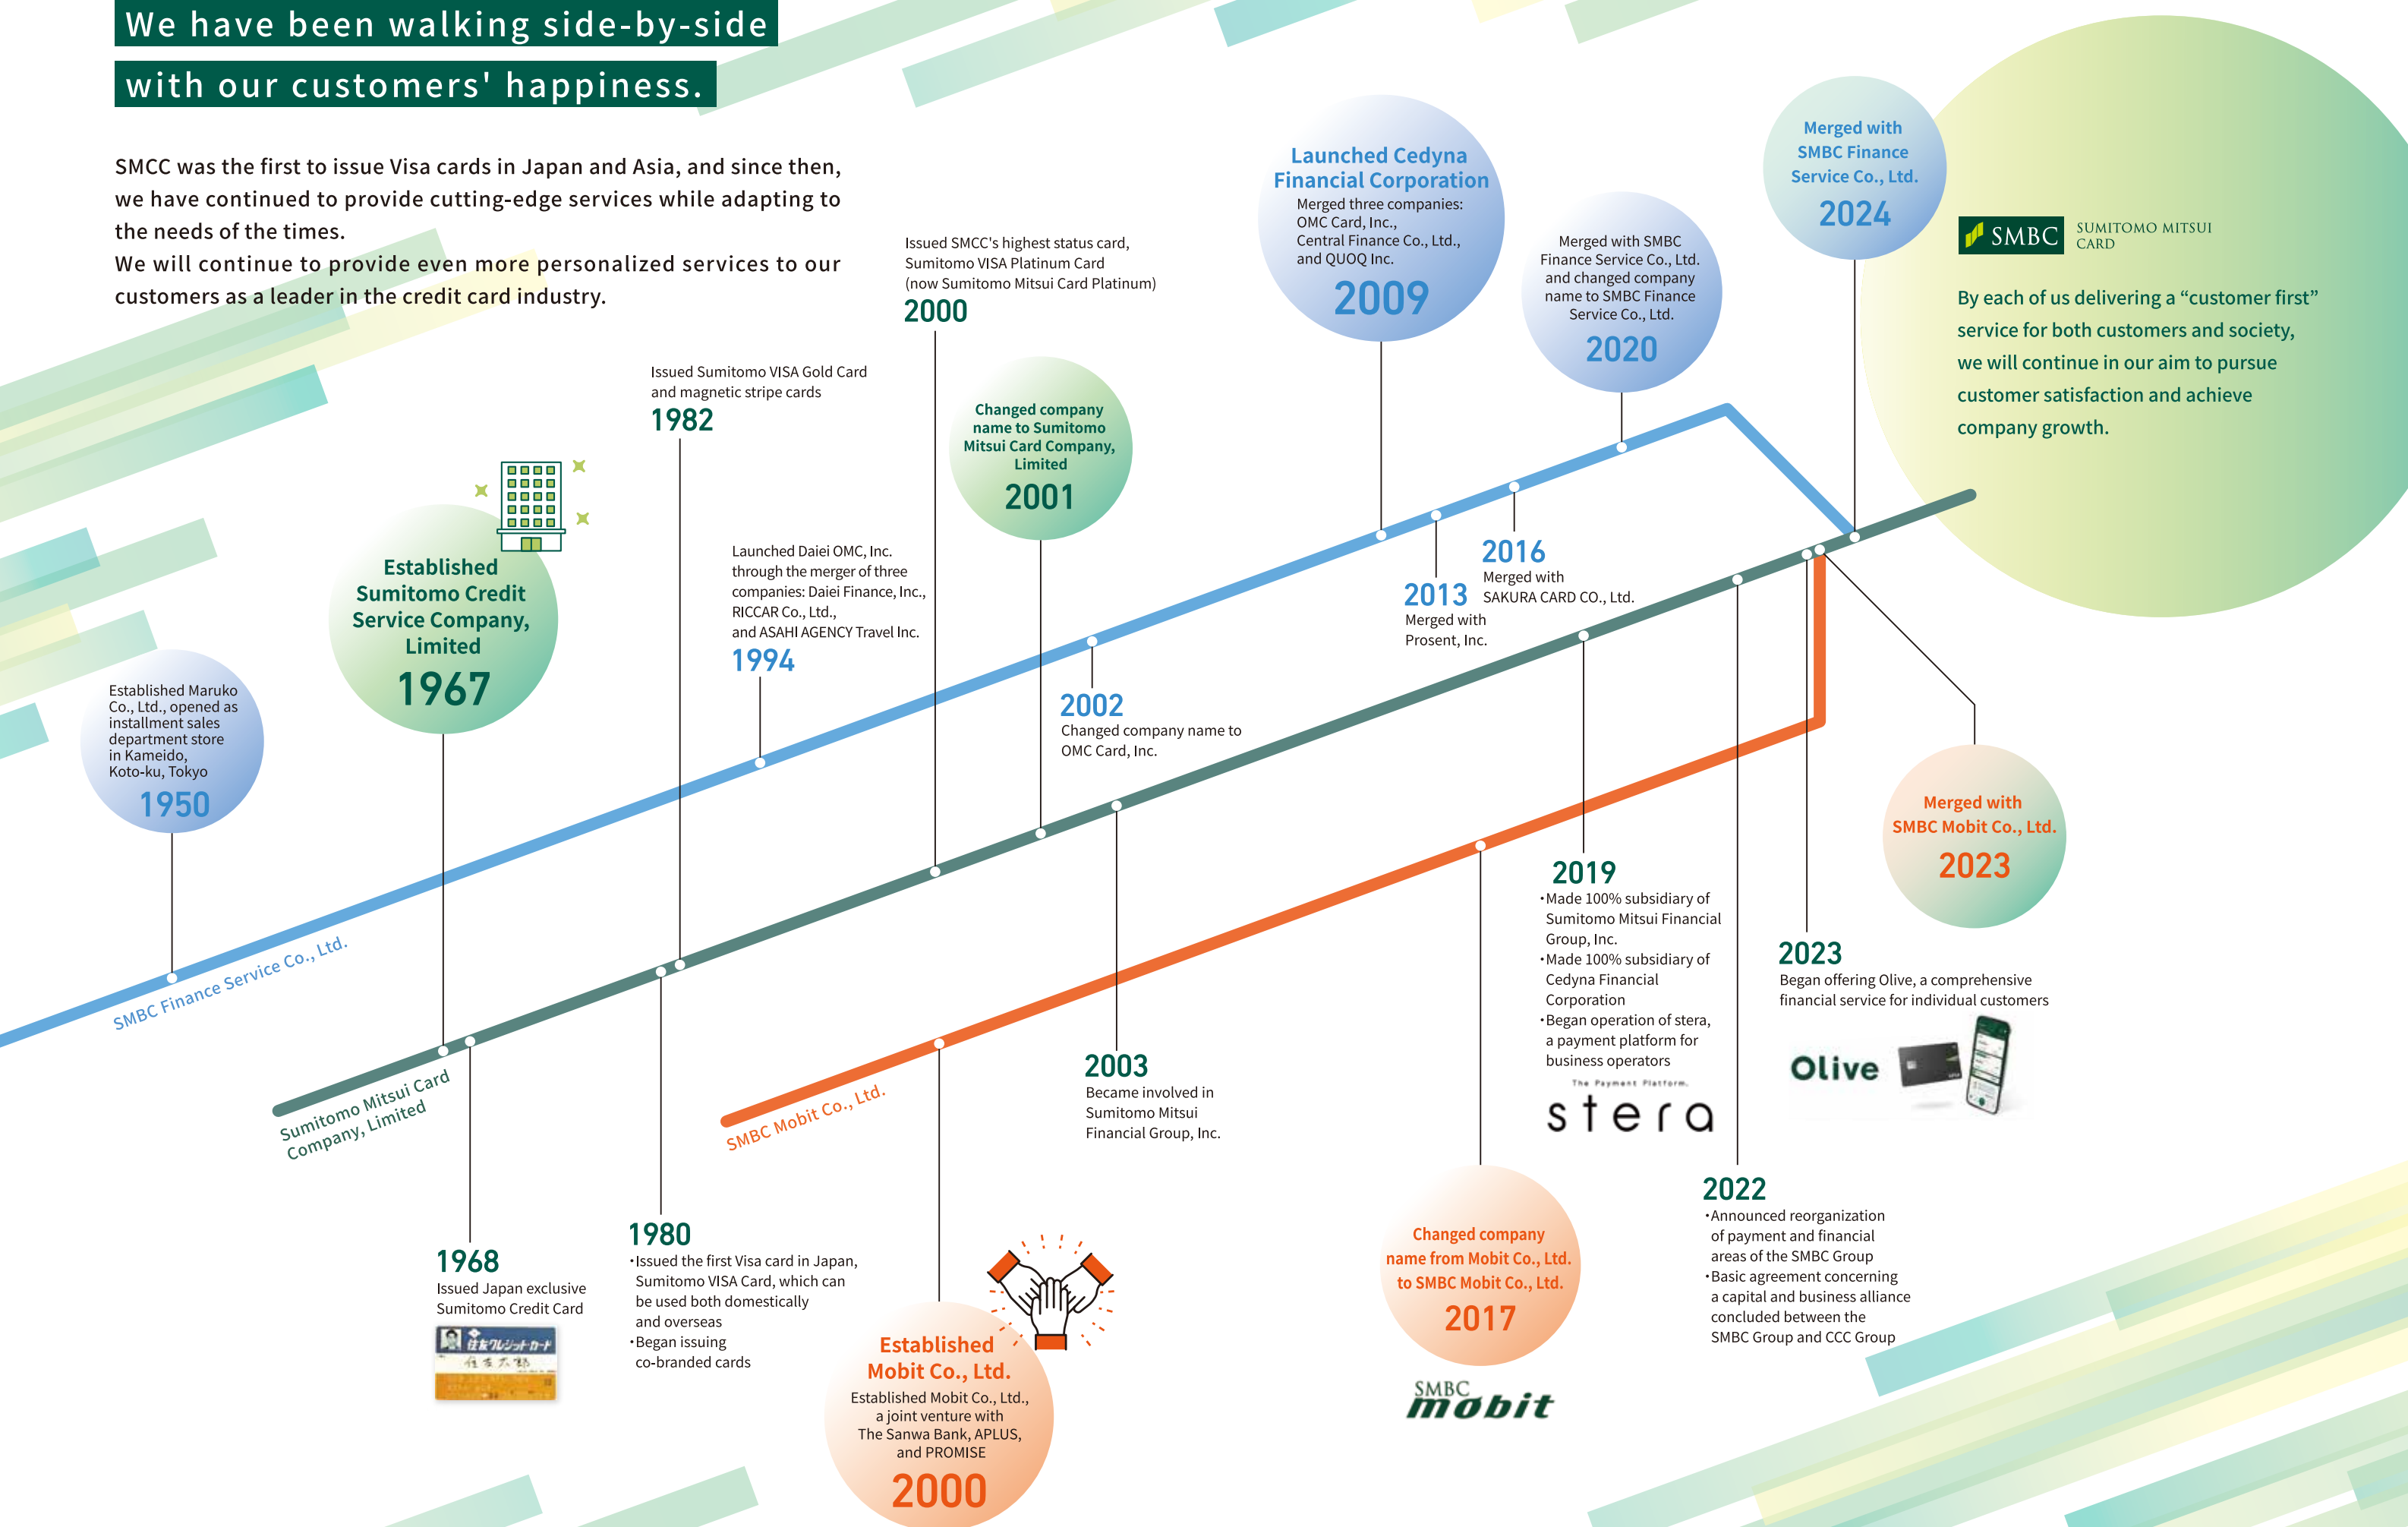 We have been walking side-by-side
with our customers' happiness.
SMCC was the first to issue Visa cards in Japan and Asia, and since then,
we have continued to provide cutting-edge services while adapting to
the needs of the times.
We will continue to provide even more personalized services to our
customers as a leader in the credit card industry.
Established Maruko
Co., Ltd., opened as
installment sales
department store
in Kameido,
Koto-ku, Tokyo
1950
Established
Sumitomo Credit
Service Company,
Limited
1967
Issued Sumitomo VISA Gold Card
and magnetic stripe cards
1982
Launched Daiei OMC, Inc.
through the merger of three
companies: Daiei Finance, Inc.,
RICCAR Co., Ltd.,
and ASAHI AGENCY Travel Inc.
1994
Issued SMCC's highest status card,
Sumitomo VISA Platinum Card
(now Sumitomo Mitsui Card Platinum)
2000
Changed company
name to Sumitomo
Mitsui Card Company,
Limited
2001
Launched Cedyna
Financial Corporation
Merged three companies:
OMC Card, Inc.,
Central Finance Co., Ltd.,
and QUOQ Inc.
2009
Merged with SMBC
Finance Service Co., Ltd.
and changed company
name to SMBC Finance
Service Co., Ltd.
2020
Merged with
SMBC Finance
Service Co., Ltd.
2024
SMBC
SUMITOMO MITSUI
CARD
By each of us delivering a “customer first”
service for both customers and society,
we will continue in our aim to pursue
customer satisfaction and achieve
company growth.
2002
Changed company name to
OMC Card, Inc.
2013
Merged with
Prosent, Inc.
2016
Merged with
SAKURA CARD CO., Ltd.
SMBC Finance Service Co., Ltd.
Sumitomo Mitsui Card
Company, Limited
SMBC Mobit Co., Ltd.
1968
Issued Japan exclusive
Sumitomo Credit Card
住友クレジットカード
住友太郎
1980
・Issued the first Visa card in Japan,
Sumitomo VISA Card, which can
be used both domestically
and overseas
・Began issuing
co-branded cards
Established
Mobit Co., Ltd.
Established Mobit Co., Ltd.,
a joint venture with
The Sanwa Bank, APLUS,
and PROMISE
2000
2003
Became involved in
Sumitomo Mitsui
Financial Group, Inc.
Changed company
name from Mobit Co., Ltd.
to SMBC Mobit Co., Ltd.
2017
SMBC
mobit
2019
・Made 100% subsidiary of
Sumitomo Mitsui Financial
Group, Inc.
・Made 100% subsidiary of
Cedyna Financial
Corporation
・Began operation of stera,
a payment platform for
business operators
The Payment Platform.
stera
2022
・Announced reorganization
of payment and financial
areas of the SMBC Group
・Basic agreement concerning
a capital and business alliance
concluded between the
SMBC Group and CCC Group
2023
Began offering Olive, a comprehensive
financial service for individual customers
Olive
Merged with
SMBC Mobit Co., Ltd.
2023